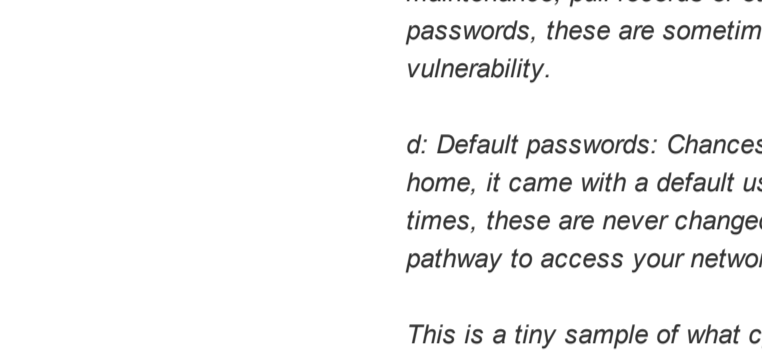 passwords, these are sometim
vulnerability.
d: Default passwords: Chances
home, it came with a default us
times, these are never changed
pathway to access your networ
This is a tiny sample of what c